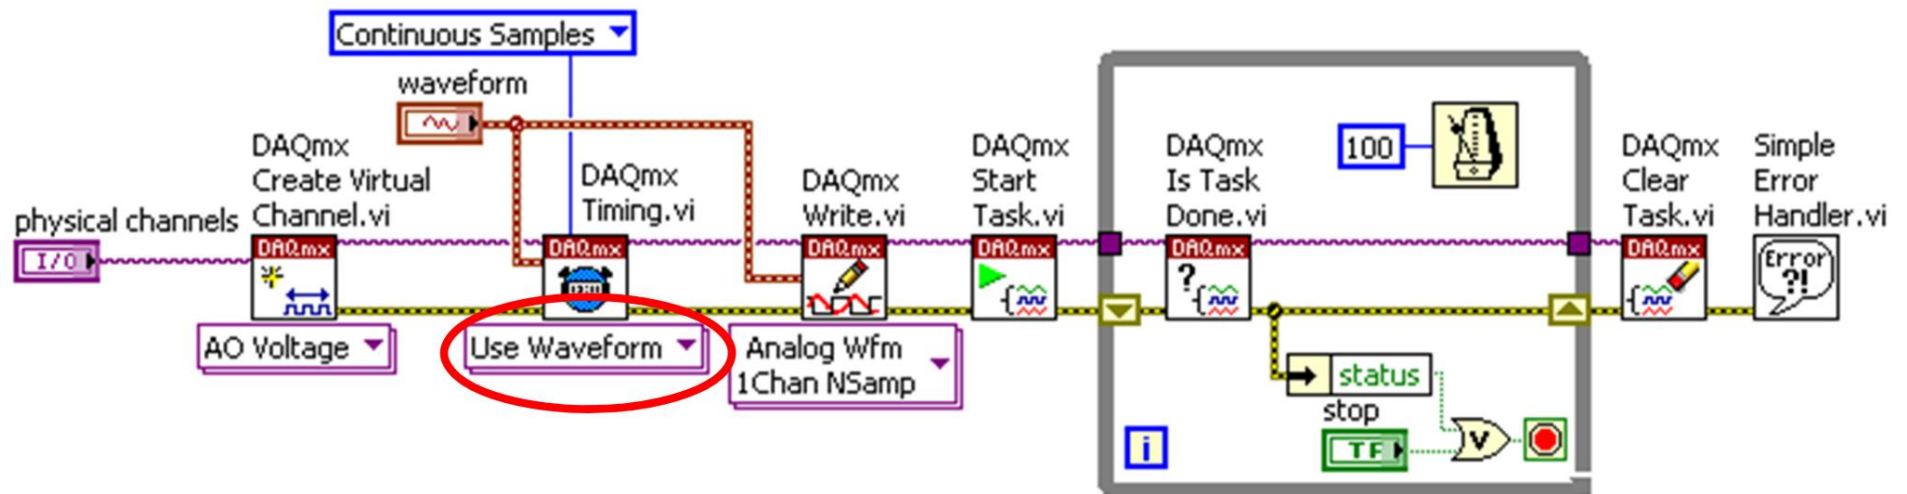 Continuous Samples
waveform
physical channels
I/O
DAQmx
Create Virtual
Channel.vi
DAQmx
AO Voltage
DAQmx
Timing.vi
DAQmx
Use Waveform
DAQmx
Write.vi
DAQmx
Analog Wfm
1Chan NSamp
DAQmx
Start
Task.vi
DAQmx
DAQmx
Is Task
Done.vi
DAQmx
?
100
status
stop
TF
i
V
DAQmx
Clear
Task.vi
DAQmx
Simple
Error
Handler.vi
Error
?!